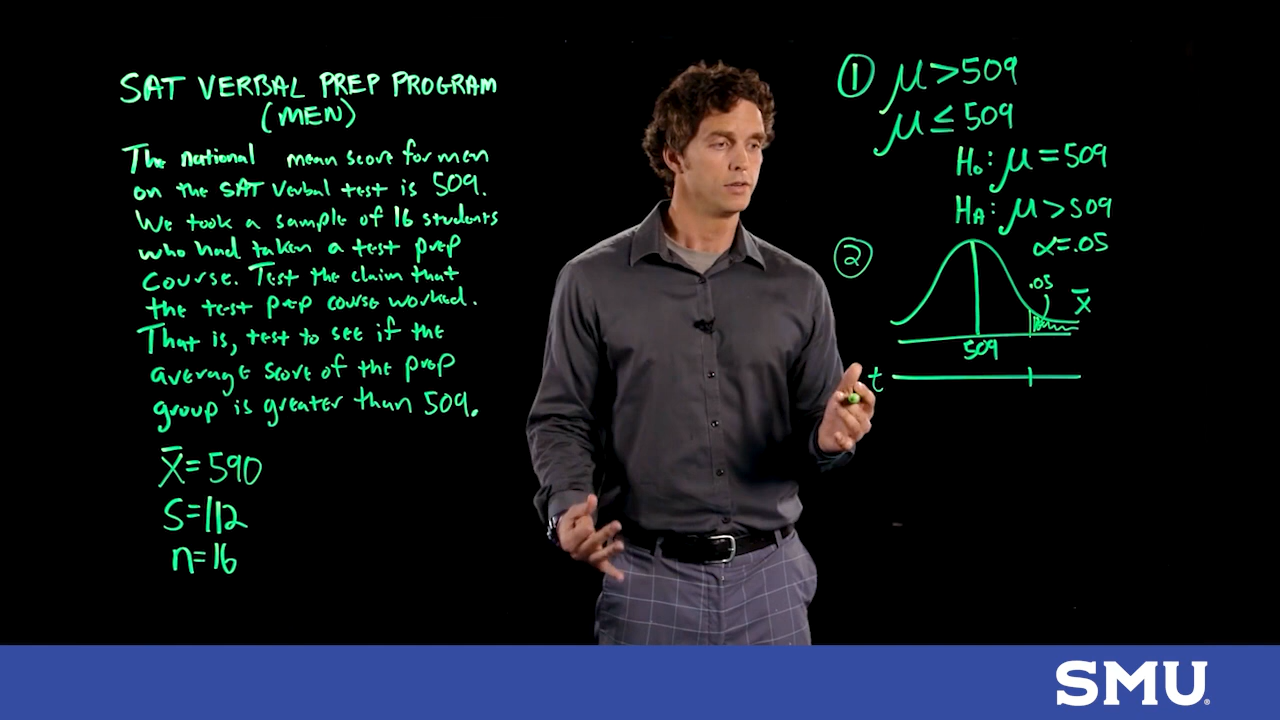 SAT VERBAL PREP PROGRAM
(MEN)
The national mean score for men
on the SAT Verbal test is 509.
We took a sample of 16 students
who had taken a test prep
course. Test the claim that
the test prep course worked.
That is, test to see if the
average score of the prep
group is greater than 509.
X̄=590
S=112
n=16
① μ>509
μ≤509
H₀: μ=509
Hₐ: μ>509
α=.05
②
.05
X̄
509
t
SMU